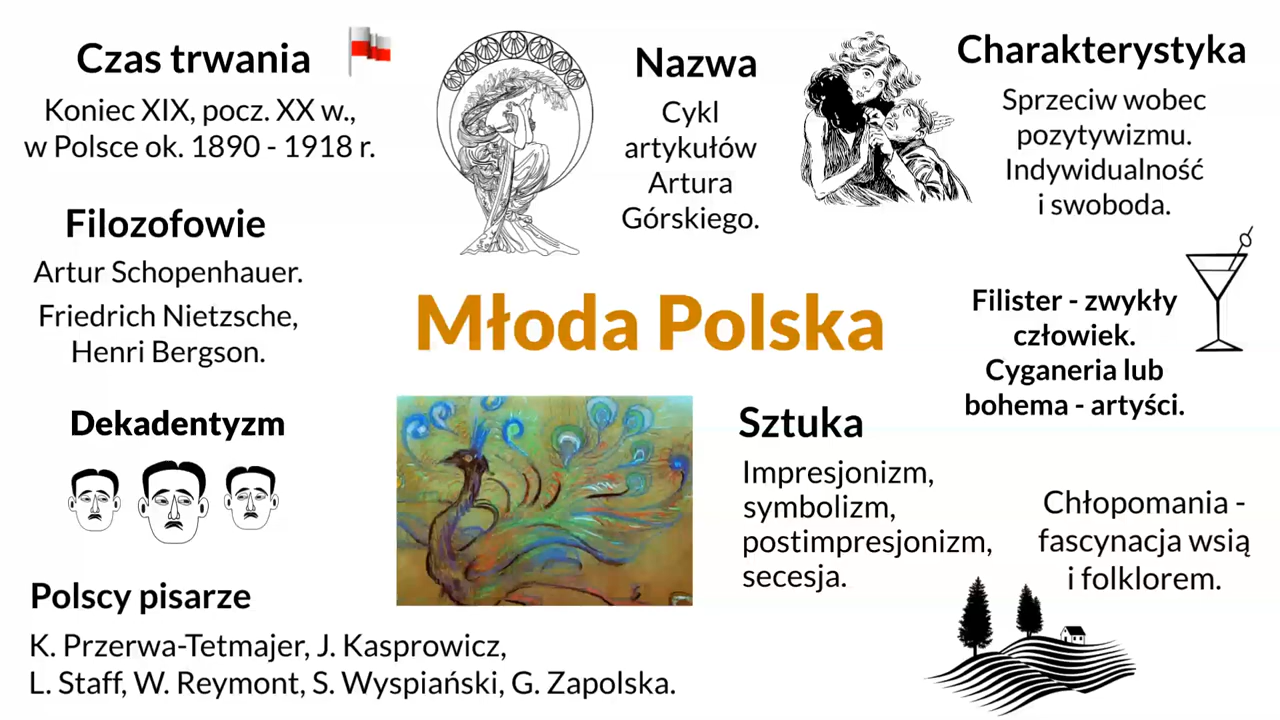 Czas trwania
Koniec XIX, pocz. XX w.,
w Polsce ok. 1890 - 1918 r.
Nazwa
Cykl
artykułów
Artura
Górskiego.
Charakterystyka
Sprzeciw wobec
pozytywizmu.
Indywidualność
i swoboda.
Filozofowie
Artur Schopenhauer.
Friedrich Nietzsche,
Henri Bergson.
Młoda Polska
Filister - zwykły
człowiek.
Cyganeria lub
bohema - artyści.
Dekadentyzm
Sztuka
Impresjonizm,
symbolizm,
postimpresjonizm,
secesja.
Chłopomania -
fascynacja wsią
i folklorem.
Polscy pisarze
K. Przerwa-Tetmajer, J. Kasprowicz,
L. Staff, W. Reymont, S. Wyspiański, G. Zapolska.